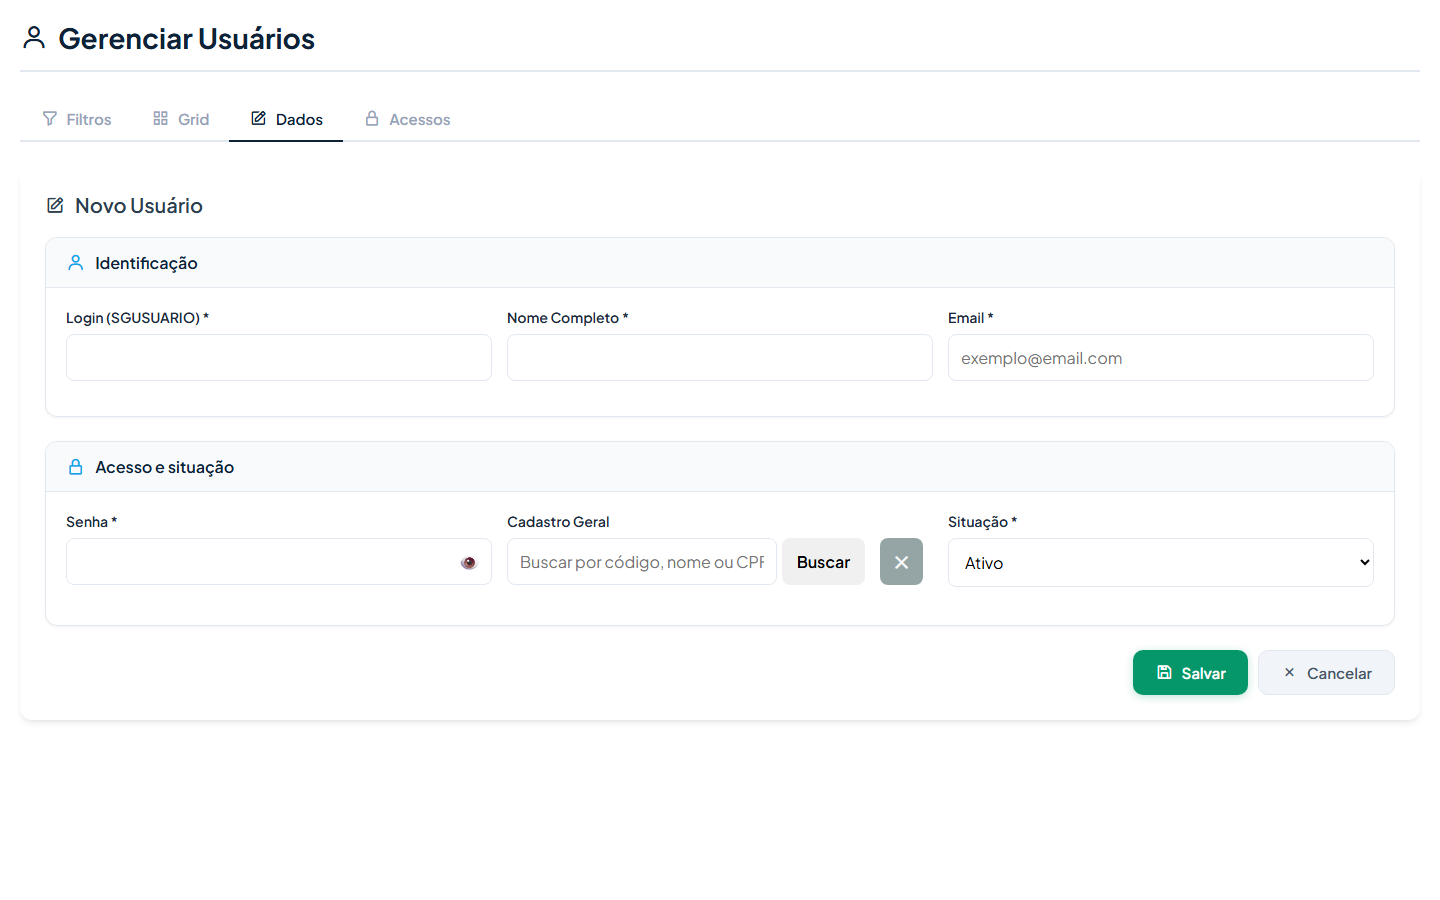 Gerenciar Usuários
Filtros Grid Dados Acessos
Novo Usuário
Identificação
Login (SGUSUARIO) * Nome Completo * Email *
exemplo@email.com
Acesso e situação
Senha * Cadastro Geral Situação *
Buscar por código, nome ou CPF Buscar Ativo
Salvar Cancelar